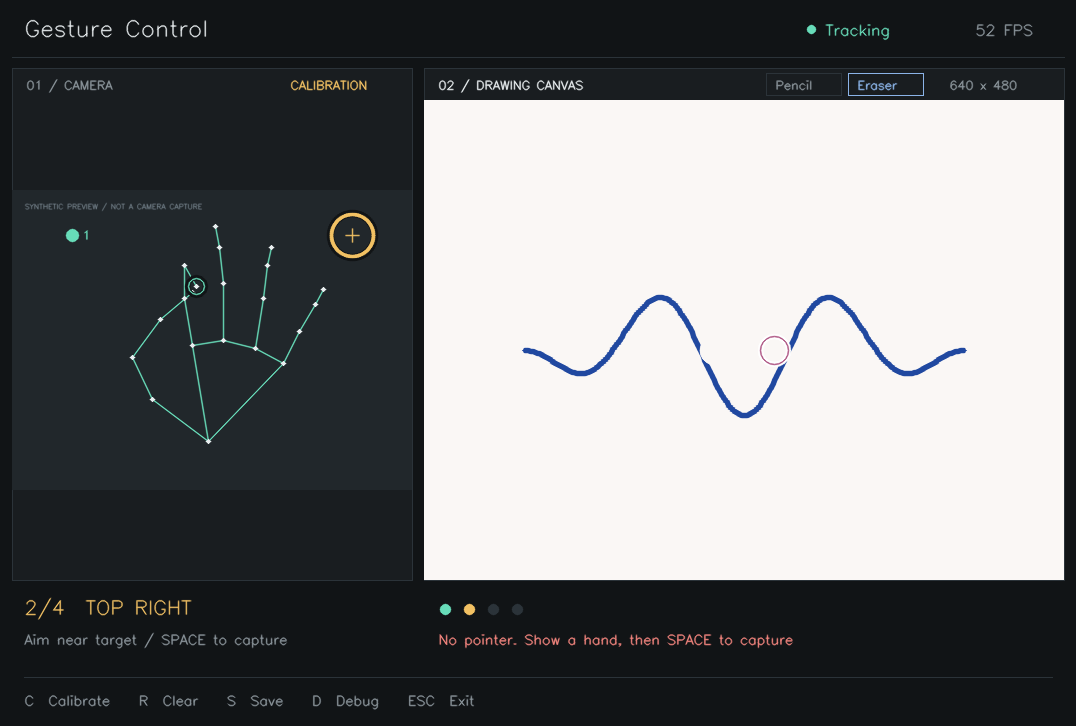 Gesture Control
Tracking
52 FPS
01 / CAMERA
CALIBRATION
02 / DRAWING CANVAS
Pencil
Eraser
640 x 480
SYNTHETIC PREVIEW / NOT A CAMERA CAPTURE
1
2/4 TOP RIGHT
Aim near target / SPACE to capture
No pointer. Show a hand, then SPACE to capture
C Calibrate R Clear S Save D Debug ESC Exit